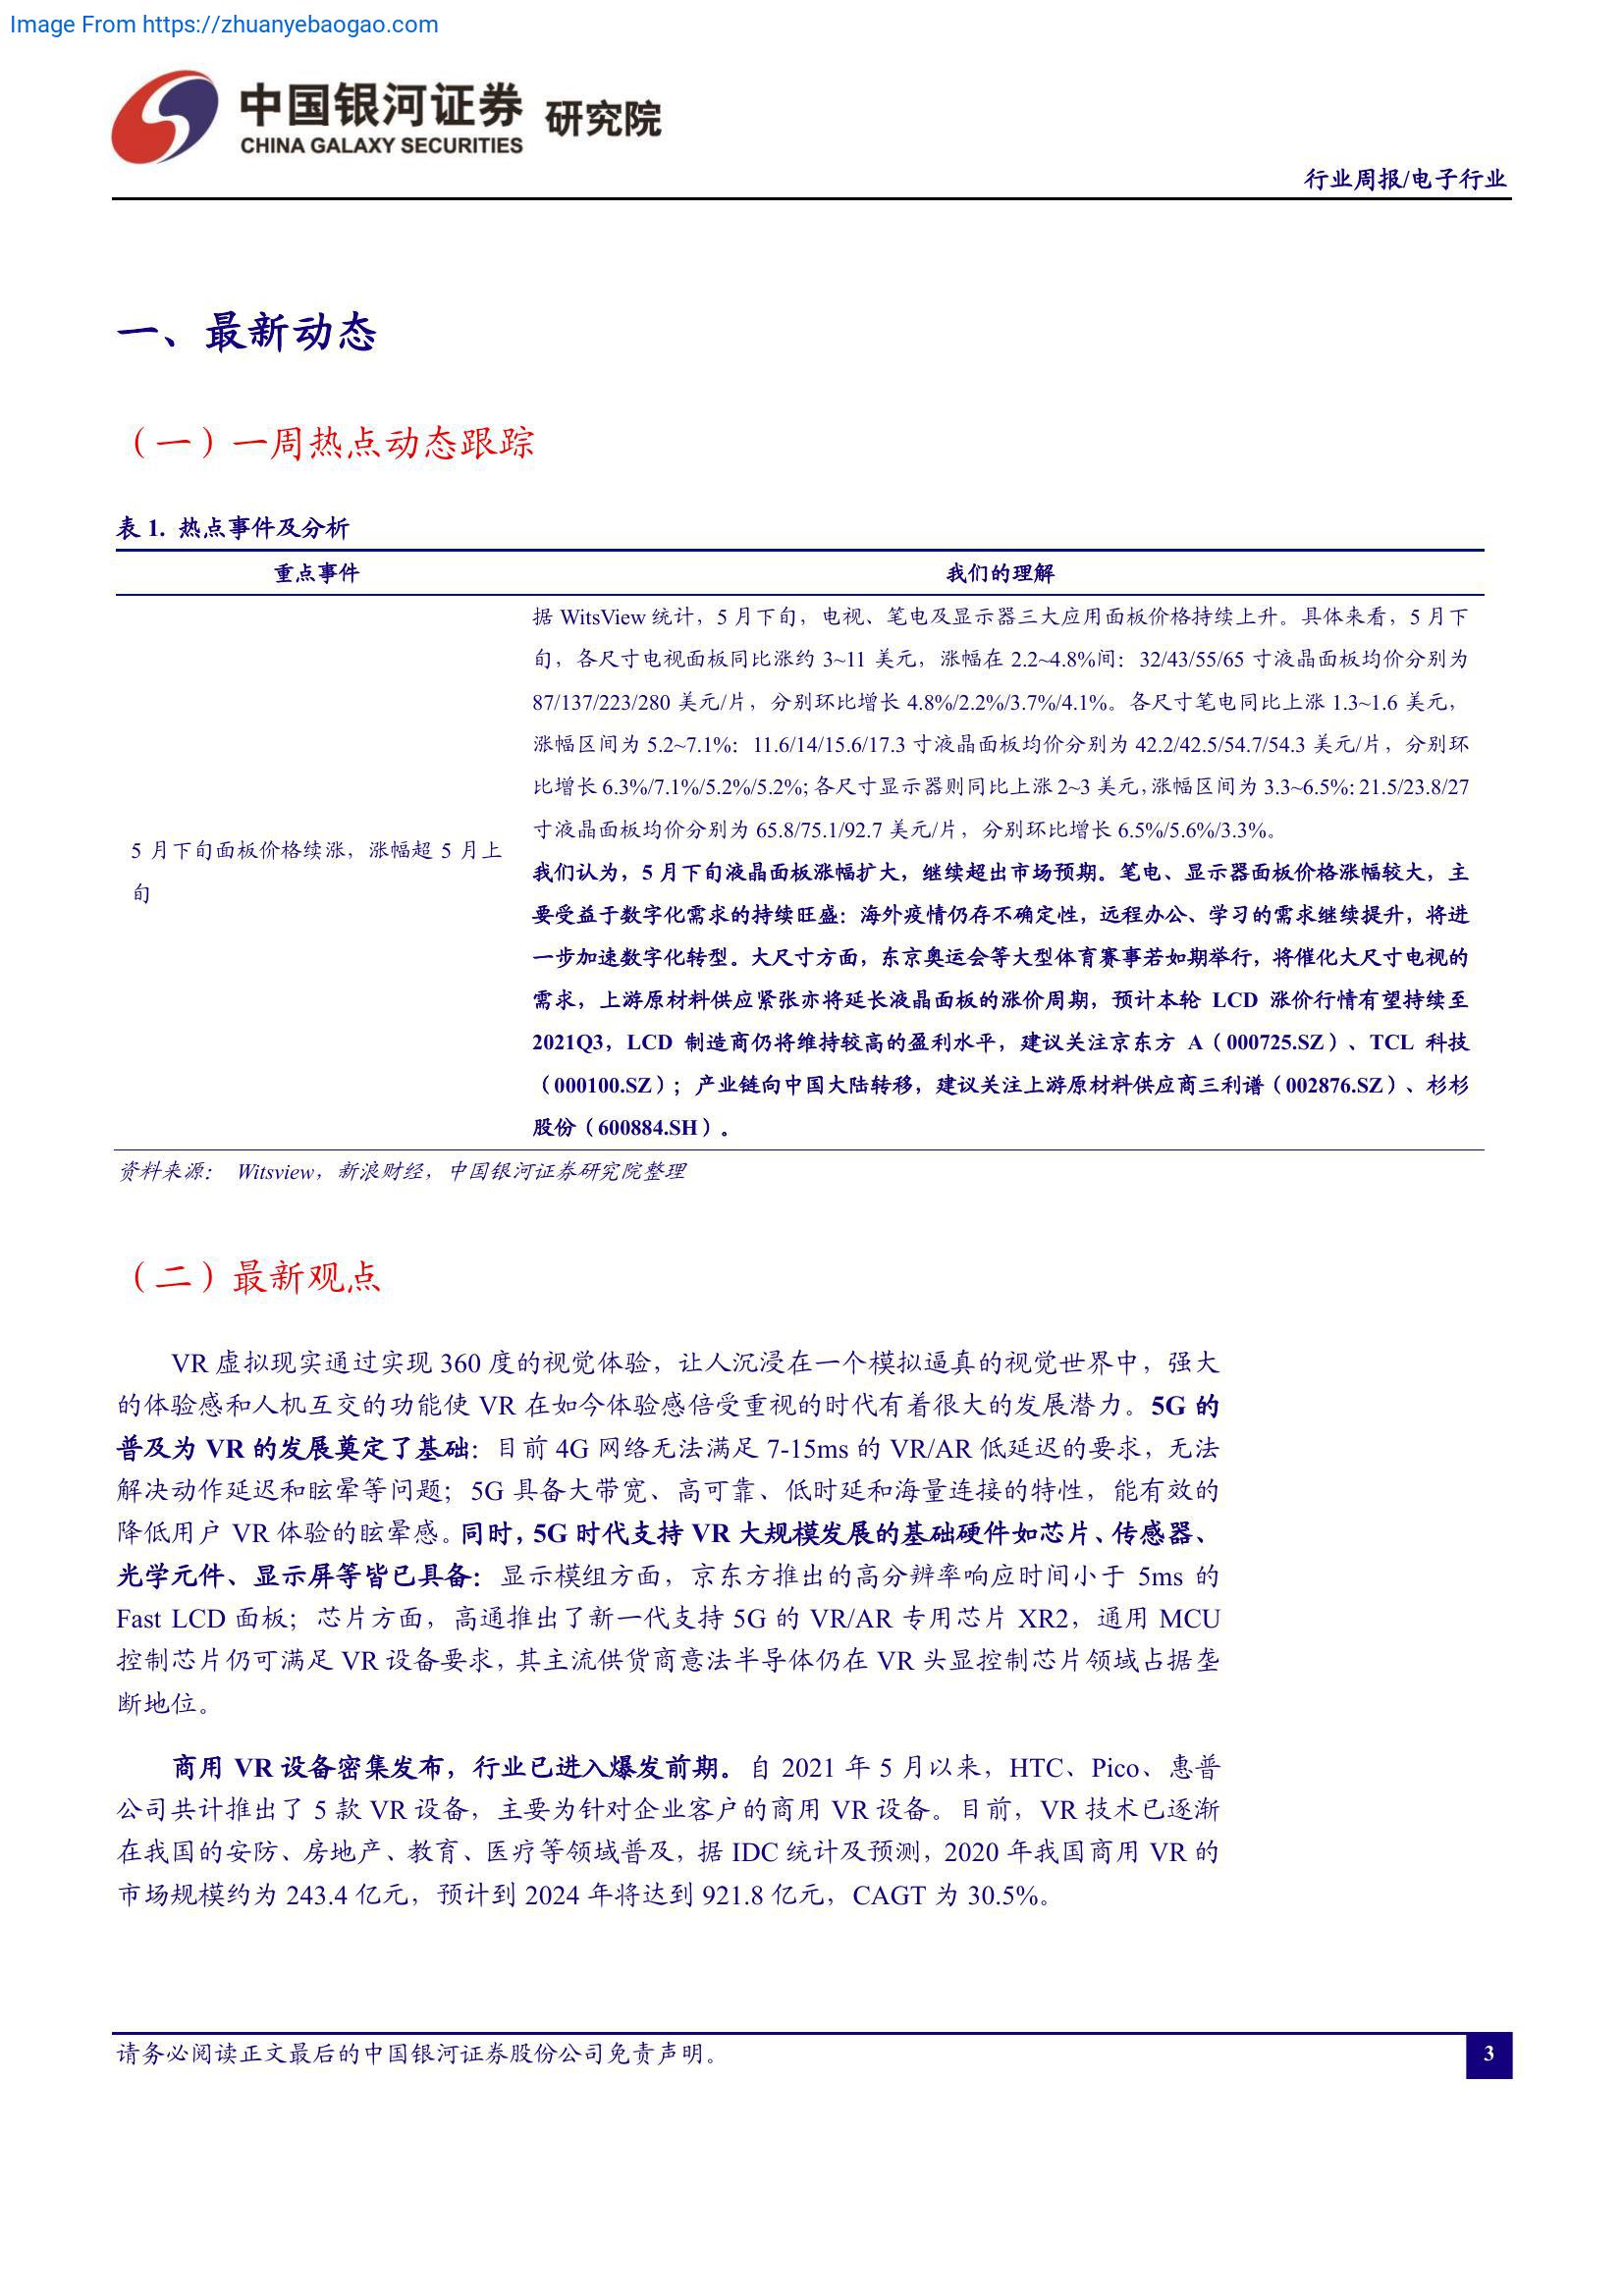 Image From https://zhuanyebaogao.com
中国银河证券 研究院
CHINA GALAXY SECURITIES
行业周报/电子行业
一、最新动态
（一）一周热点动态跟踪
表 1. 热点事件及分析
重点事件 我们的理解
5 月下旬面板价格续涨，涨幅超 5 月上
旬
据 WitsView 统计，5 月下旬，电视、笔电及显示器三大应用面板价格持续上升。具体来看，5 月下
旬，各尺寸电视面板同比涨约 3~11 美元，涨幅在 2.2~4.8%间：32/43/55/65 寸液晶面板均价分别为
87/137/223/280 美元/片，分别环比增长 4.8%/2.2%/3.7%/4.1%。各尺寸笔电同比上涨 1.3~1.6 美元，
涨幅区间为 5.2~7.1%：11.6/14/15.6/17.3 寸液晶面板均价分别为 42.2/42.5/54.7/54.3 美元/片，分别环
比增长 6.3%/7.1%/5.2%/5.2%；各尺寸显示器则同比上涨 2~3 美元，涨幅区间为 3.3~6.5%：21.5/23.8/27
寸液晶面板均价分别为 65.8/75.1/92.7 美元/片，分别环比增长 6.5%/5.6%/3.3%。
我们认为，5 月下旬液晶面板涨幅扩大，继续超出市场预期。笔电、显示器面板价格涨幅较大，主
要受益于数字化需求的持续旺盛：海外疫情仍存不确定性，远程办公、学习的需求继续提升，将进
一步加速数字化转型。大尺寸方面，东京奥运会等大型体育赛事若如期举行，将催化大尺寸电视的
需求，上游原材料供应紧张亦将延长液晶面板的涨价周期，预计本轮 LCD 涨价行情有望持续至
2021Q3，LCD 制造商仍将维持较高的盈利水平，建议关注京东方 A（000725.SZ）、TCL 科技
（000100.SZ）；产业链向中国大陆转移，建议关注上游原材料供应商三利谱（002876.SZ）、杉杉
股份（600884.SH）。
资料来源： Witsview，新浪财经，中国银河证券研究院整理
（二）最新观点
VR 虚拟现实通过实现 360 度的视觉体验，让人沉浸在一个模拟逼真的视觉世界中，强大
的体验感和人机互交的功能使 VR 在如今体验感倍受重视的时代有着很大的发展潜力。5G 的
普及为 VR 的发展奠定了基础：目前 4G 网络无法满足 7-15ms 的 VR/AR 低延迟的要求，无法
解决动作延迟和眩晕等问题；5G 具备大带宽、高可靠、低时延和海量连接的特性，能有效的
降低用户 VR 体验的眩晕感。同时，5G 时代支持 VR 大规模发展的基础硬件如芯片、传感器、
光学元件、显示屏等皆已具备：显示模组方面，京东方推出的高分辨率响应时间小于 5ms 的
Fast LCD 面板；芯片方面，高通推出了新一代支持 5G 的 VR/AR 专用芯片 XR2，通用 MCU
控制芯片仍可满足 VR 设备要求，其主流供货商意法半导体仍在 VR 头显控制芯片领域占据垄
断地位。
商用 VR 设备密集发布，行业已进入爆发前期。自 2021 年 5 月以来，HTC、Pico、惠普
公司共计推出了 5 款 VR 设备，主要为针对企业客户的商用 VR 设备。目前，VR 技术已逐渐
在我国的安防、房地产、教育、医疗等领域普及，据 IDC 统计及预测，2020 年我国商用 VR 的
市场规模约为 243.4 亿元，预计到 2024 年将达到 921.8 亿元，CAGT 为 30.5%。
请务必阅读正文最后的中国银河证券股份公司免责声明。
3